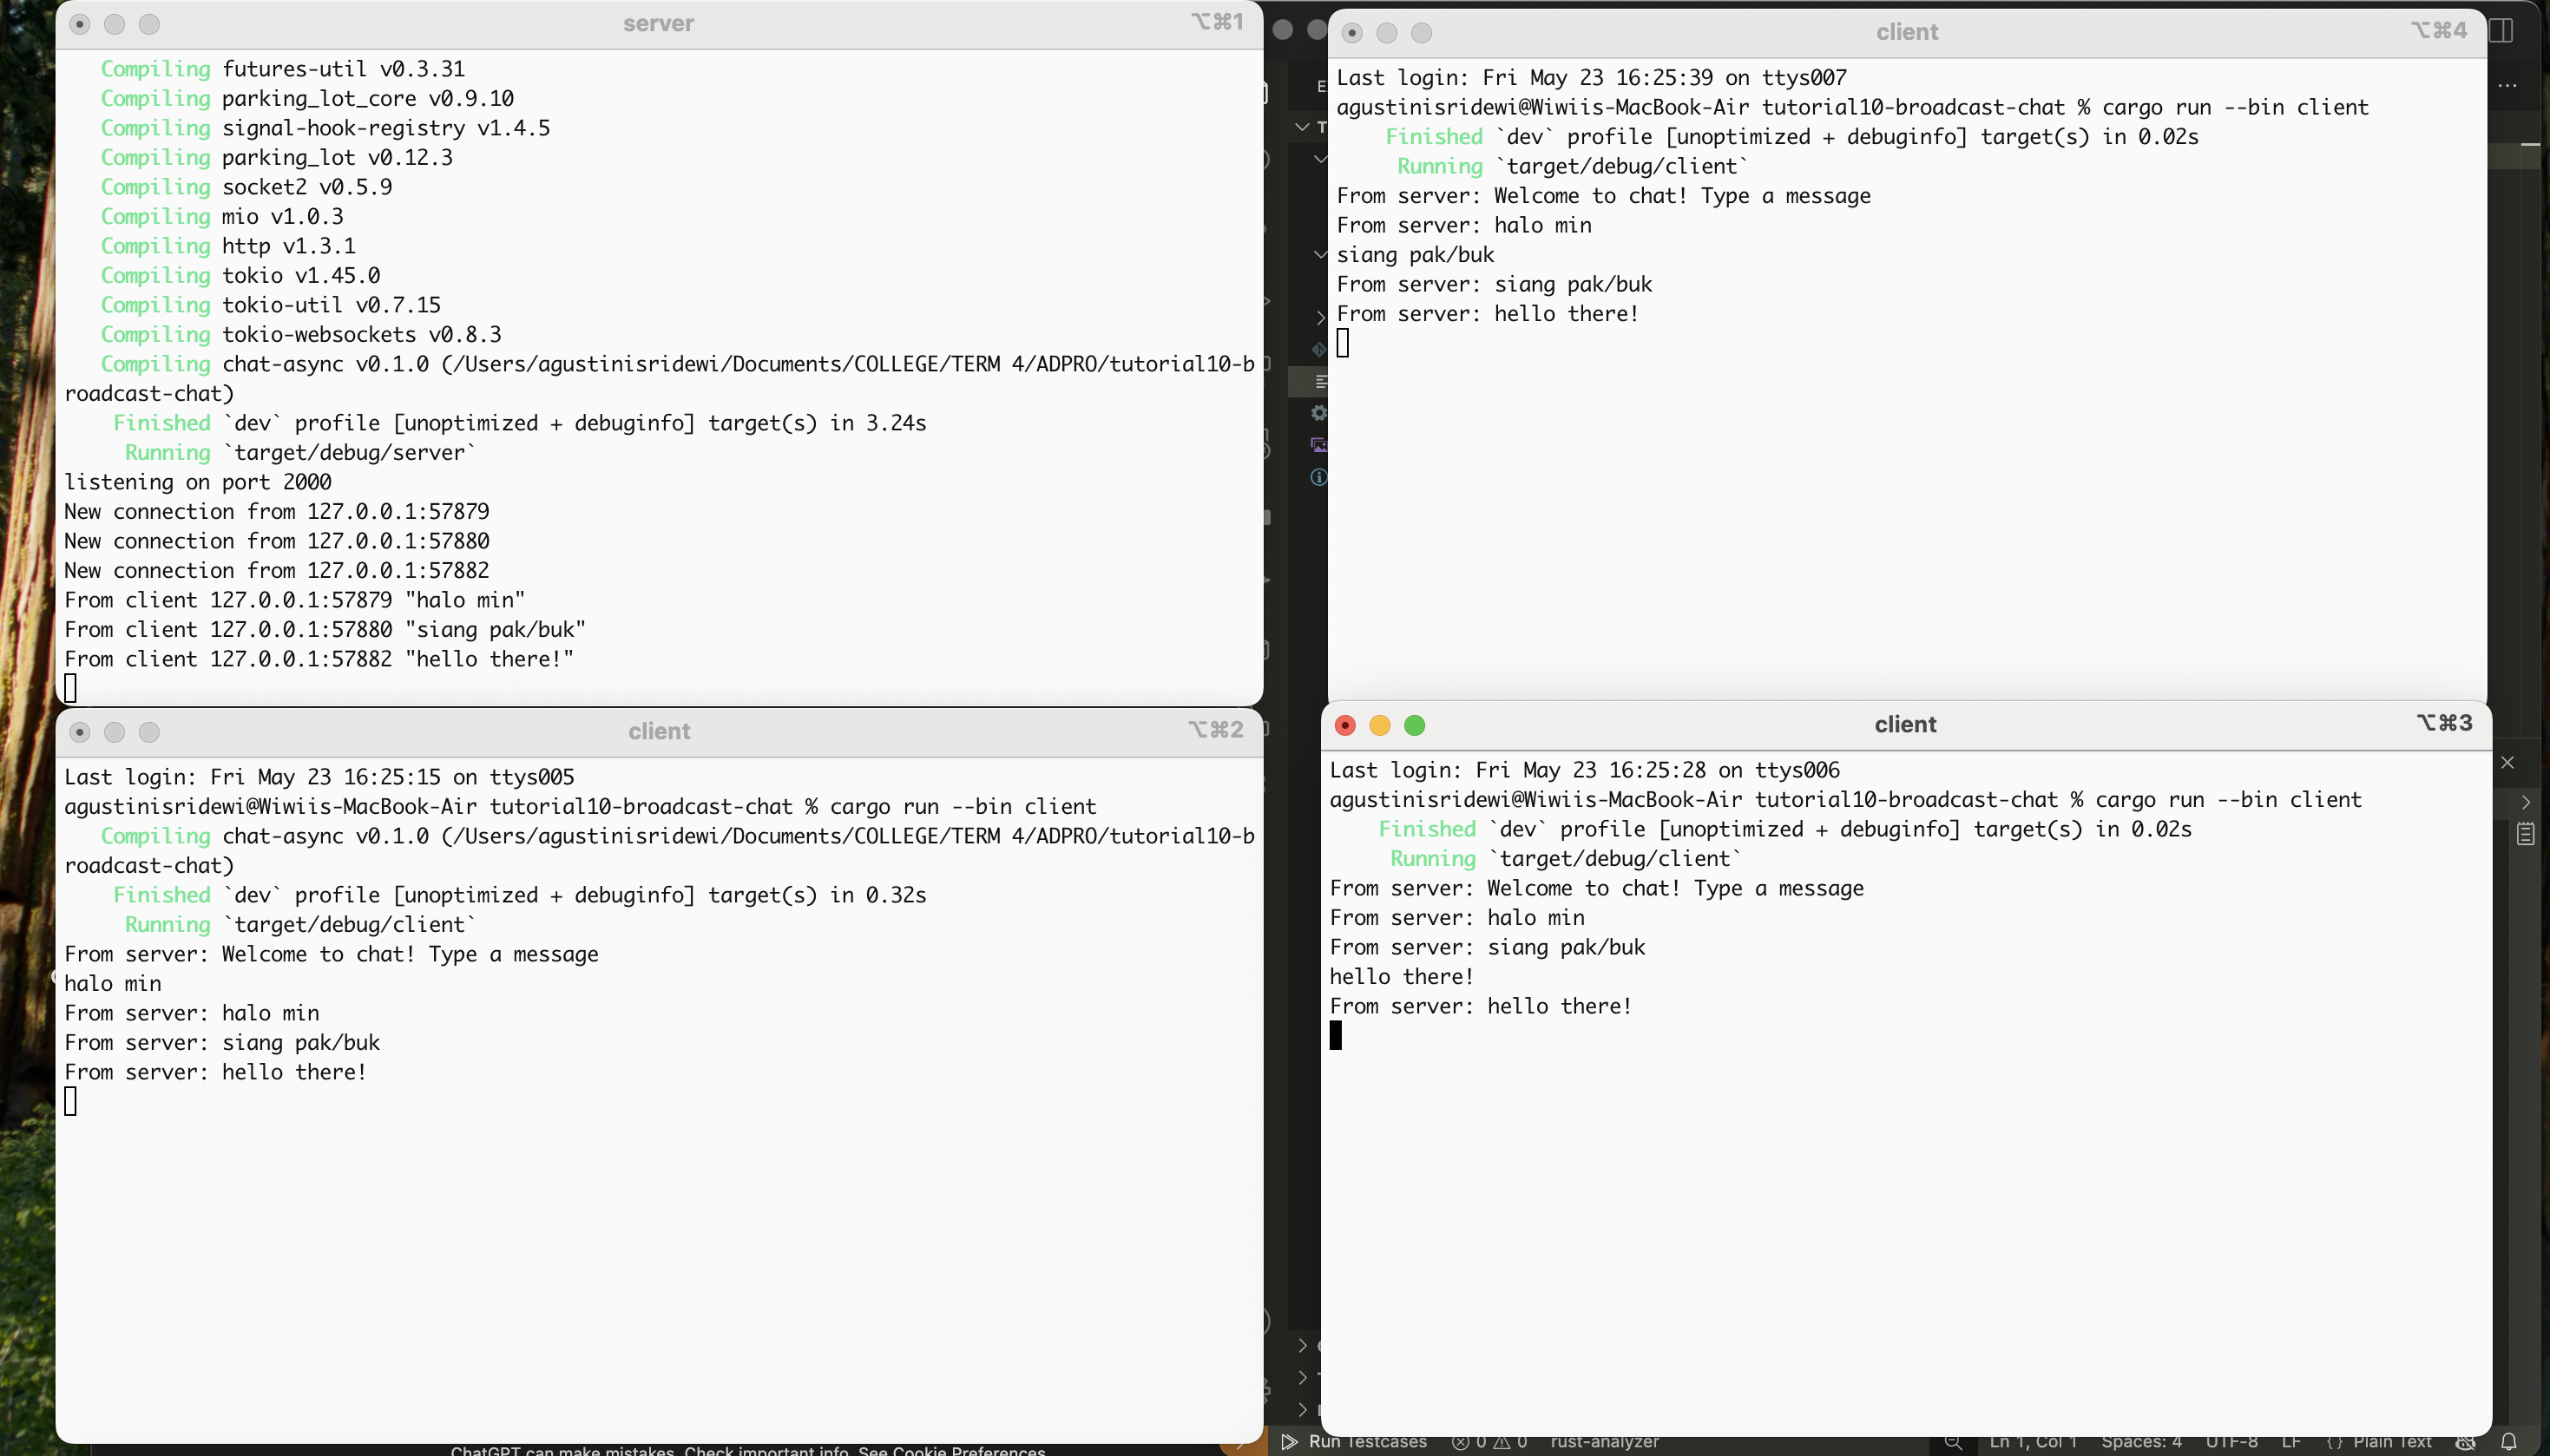 server
⌥⌘1
Compiling futures-util v0.3.31
Compiling parking_lot_core v0.9.10
Compiling signal-hook-registry v1.4.5
Compiling parking_lot v0.12.3
Compiling socket2 v0.5.9
Compiling mio v1.0.3
Compiling http v1.3.1
Compiling tokio v1.45.0
Compiling tokio-util v0.7.15
Compiling tokio-websockets v0.8.3
Compiling chat-async v0.1.0 (/Users/agustinisridewi/Documents/COLLEGE/TERM 4/ADPRO/tutorial10-b
roadcast-chat)
Finished `dev` profile [unoptimized + debuginfo] target(s) in 3.24s
Running `target/debug/server`
listening on port 2000
New connection from 127.0.0.1:57879
New connection from 127.0.0.1:57880
New connection from 127.0.0.1:57882
From client 127.0.0.1:57879 "halo min"
From client 127.0.0.1:57880 "siang pak/buk"
From client 127.0.0.1:57882 "hello there!"
client
⌥⌘4
Last login: Fri May 23 16:25:39 on ttys007
agustinisridewi@Wiwiis-MacBook-Air tutorial10-broadcast-chat % cargo run --bin client
Finished `dev` profile [unoptimized + debuginfo] target(s) in 0.02s
Running `target/debug/client`
From server: Welcome to chat! Type a message
From server: halo min
siang pak/buk
From server: siang pak/buk
From server: hello there!
client
⌥⌘2
Last login: Fri May 23 16:25:15 on ttys005
agustinisridewi@Wiwiis-MacBook-Air tutorial10-broadcast-chat % cargo run --bin client
Compiling chat-async v0.1.0 (/Users/agustinisridewi/Documents/COLLEGE/TERM 4/ADPRO/tutorial10-b
roadcast-chat)
Finished `dev` profile [unoptimized + debuginfo] target(s) in 0.32s
Running `target/debug/client`
From server: Welcome to chat! Type a message
halo min
From server: halo min
From server: siang pak/buk
From server: hello there!
client
⌥⌘3
Last login: Fri May 23 16:25:28 on ttys006
agustinisridewi@Wiwiis-MacBook-Air tutorial10-broadcast-chat % cargo run --bin client
Finished `dev` profile [unoptimized + debuginfo] target(s) in 0.02s
Running `target/debug/client`
From server: Welcome to chat! Type a message
From server: halo min
From server: siang pak/buk
hello there!
From server: hello there!
ChatGPT can make mistakes. Check important info. See Cookie Preferences.
Run Testcases 0 0 rust-analyzer Ln 1, Col 1 Spaces: 4 UTF-8 LF {} Plain Text